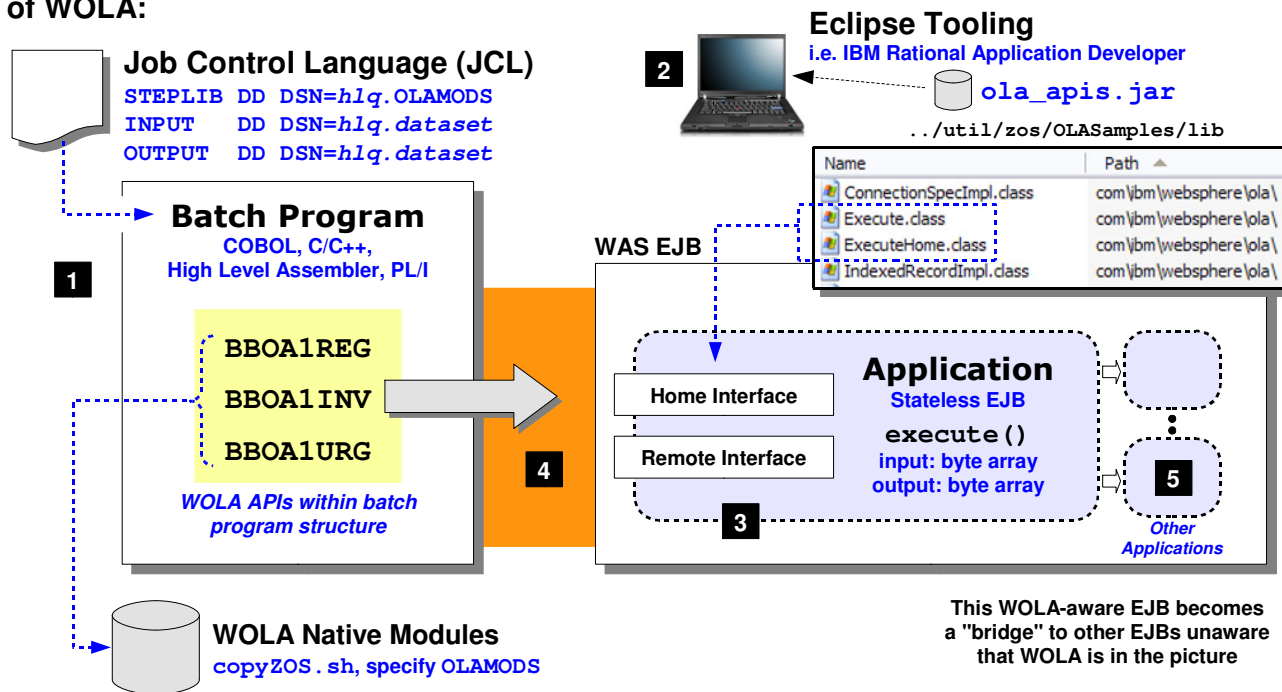 of WOLA:
Job Control Language (JCL)
STEPLIB DD DSN=hlq.OLAMODS
INPUT DD DSN=hlq.dataset
OUTPUT DD DSN=hlq.dataset
Eclipse Tooling
i.e. IBM Rational Application Developer
2
ola_apis.jar
../util/zos/OLASamples/lib
Name Path
ConnectionSpecImpl.class com\ibm\websphere\ola\
Execute.class com\ibm\websphere\ola\
ExecuteHome.class com\ibm\websphere\ola\
IndexedRecordImpl.class com\ibm\websphere\ola\
Batch Program
COBOL, C/C++,
High Level Assembler, PL/I
1
BBOA1REG
BBOA1INV
BBOA1URG
WOLA APIs within batch
program structure
4
WAS EJB
Home Interface
Remote Interface
Application
Stateless EJB
execute()
input: byte array
output: byte array
3
5
Other
Applications
WOLA Native Modules
copyZOS.sh, specify OLAMODS
This WOLA-aware EJB becomes
a "bridge" to other EJBs unaware
that WOLA is in the picture